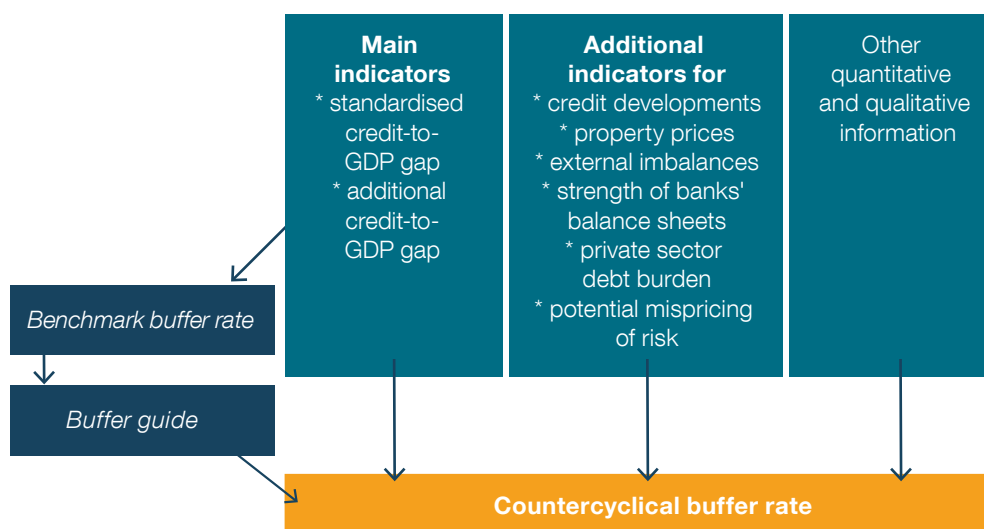 Main
indicators
* standardised
credit-to-
GDP gap
* additional
credit-to-
GDP gap
Additional
indicators for
* credit developments
* property prices
* external imbalances
* strength of banks'
balance sheets
* private sector
debt burden
* potential mispricing
of risk
Other
quantitative
and qualitative
information
Benchmark buffer rate
Buffer guide
Countercyclical buffer rate